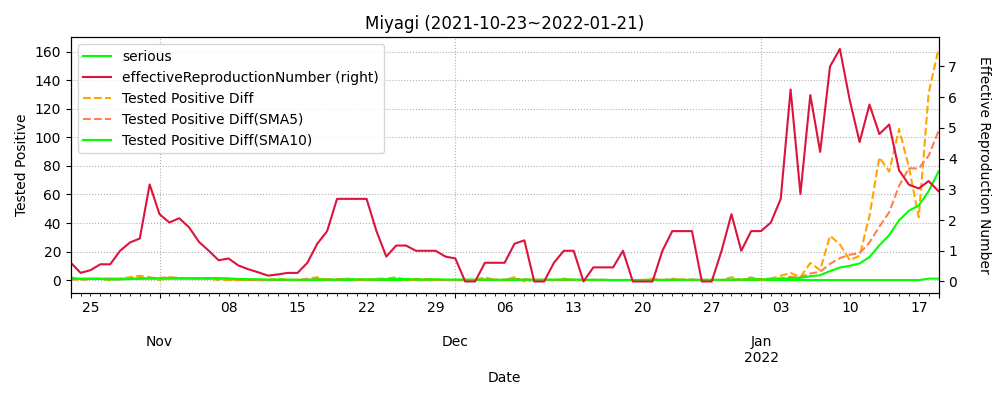 Miyagi (2021-10-23~2022-01-21)
serious
effectiveReproductionNumber (right)
Tested Positive Diff
Tested Positive Diff(SMA5)
Tested Positive Diff(SMA10)
Tested Positive
160
140
120
100
80
60
40
20
0
Effective Reproduction Number
7
6
5
4
3
2
1
0
25 08 15 22 29 06 13 20 27 03 10 17
Nov Dec Jan
2022
Date